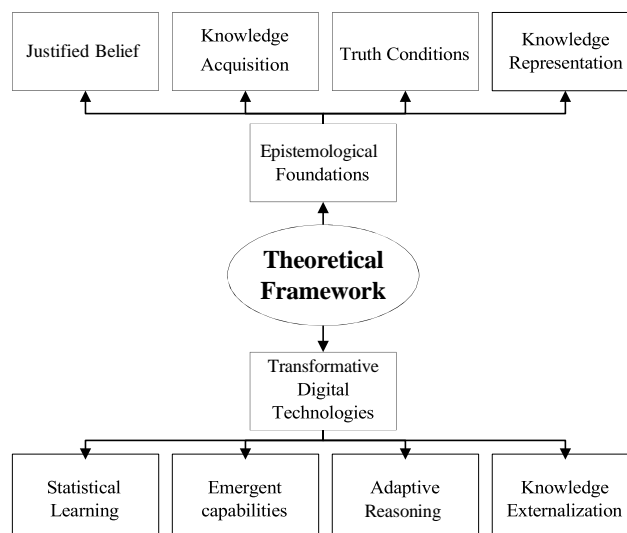 Justified Belief
Knowledge
Acquisition
Truth Conditions
Knowledge
Representation
Epistemological
Foundations
Theoretical
Framework
Transformative
Digital
Technologies
Statistical
Learning
Emergent
capabilities
Adaptive
Reasoning
Knowledge
Externalization